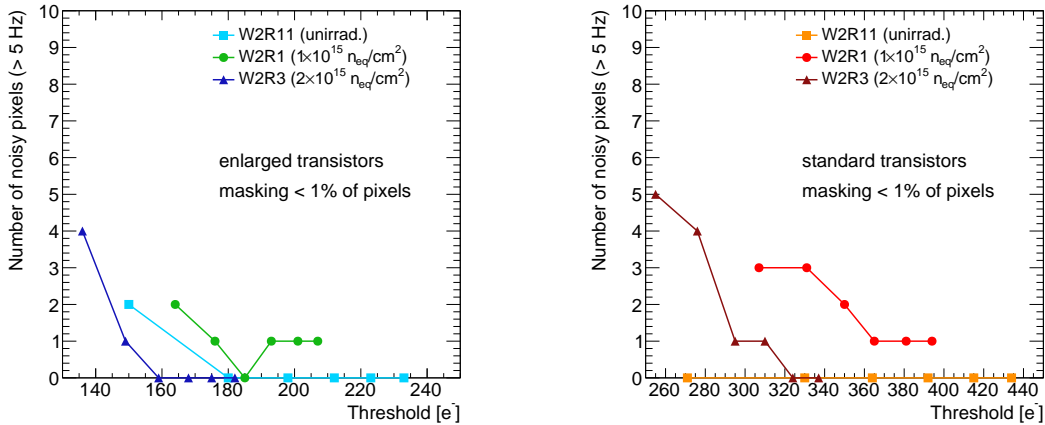 Number of noisy pixels (> 5 Hz)
10
9
8
7
6
5
4
3
2
1
0
W2R11 (unirrad.)
W2R1 (1×10¹⁵ n_eq/cm²)
W2R3 (2×10¹⁵ n_eq/cm²)
enlarged transistors
masking < 1% of pixels
140 160 180 200 220 240
Threshold [e⁻]
Number of noisy pixels (> 5 Hz)
10
9
8
7
6
5
4
3
2
1
0
W2R11 (unirrad.)
W2R1 (1×10¹⁵ n_eq/cm²)
W2R3 (2×10¹⁵ n_eq/cm²)
standard transistors
masking < 1% of pixels
260 280 300 320 340 360 380 400 420 440
Threshold [e⁻]